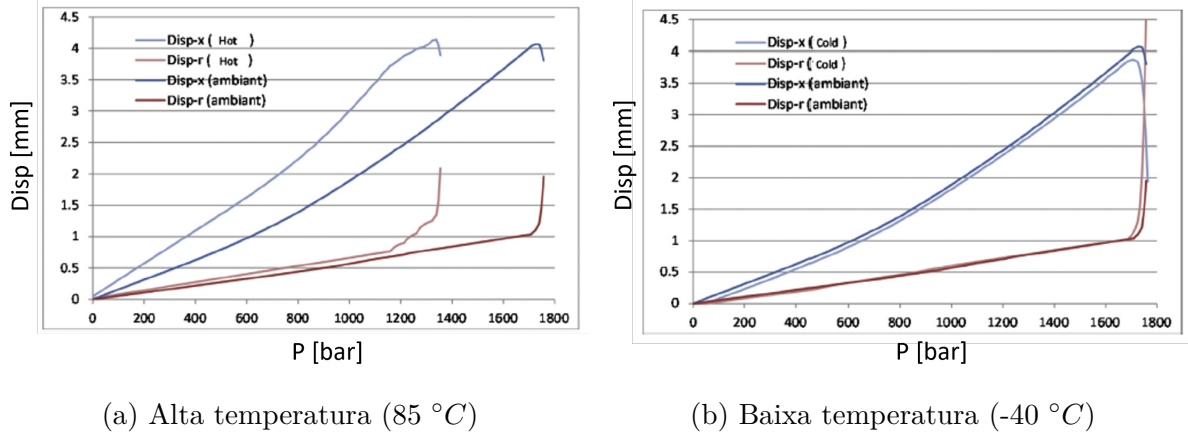 4.5
4
3.5
3
2.5
2
1.5
1
0.5
0
Disp [mm]
Disp-x ( Hot )
Disp-r ( Hot )
Disp-x (ambiant)
Disp-r (ambiant)
0 200 400 600 800 1000 1200 1400 1600 1800
P [bar]
(a) Alta temperatura (85 °C)
4.5
4
3.5
3
2.5
2
1.5
1
0.5
0
Disp [mm]
Disp-x (Cold )
Disp-r (Cold )
Disp-x (ambiant)
Disp-r (ambiant)
0 200 400 600 800 1000 1200 1400 1600 1800
P [bar]
(b) Baixa temperatura (-40 °C)